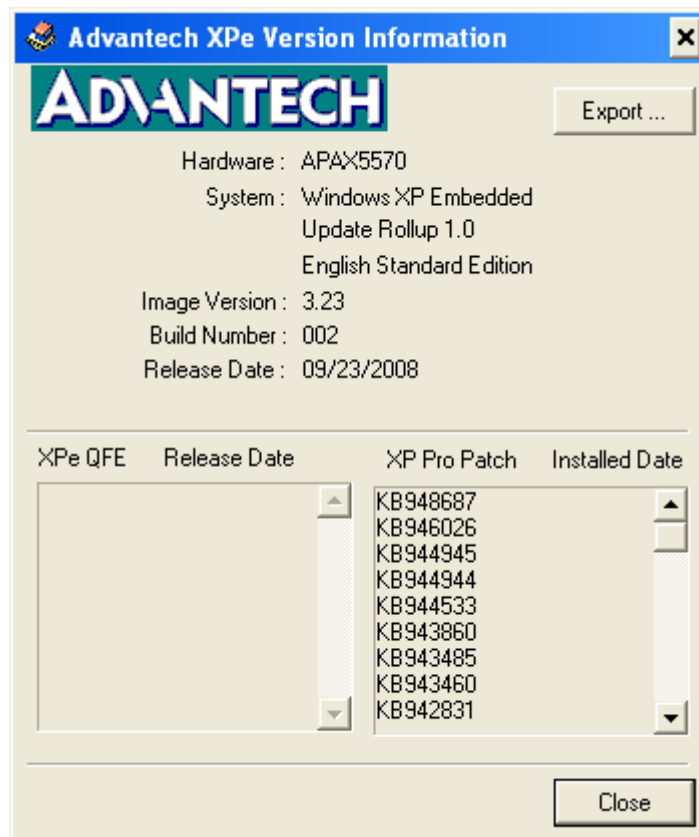 Advantech XPe Version Information
ADVANTECH
Export ...
Hardware : APAX5570
System : Windows XP Embedded
Update Rollup 1.0
English Standard Edition
Image Version : 3.23
Build Number : 002
Release Date : 09/23/2008
XPe QFE Release Date
XP Pro Patch Installed Date
KB948687
KB946026
KB944945
KB944944
KB944533
KB943860
KB943485
KB943460
KB942831
Close